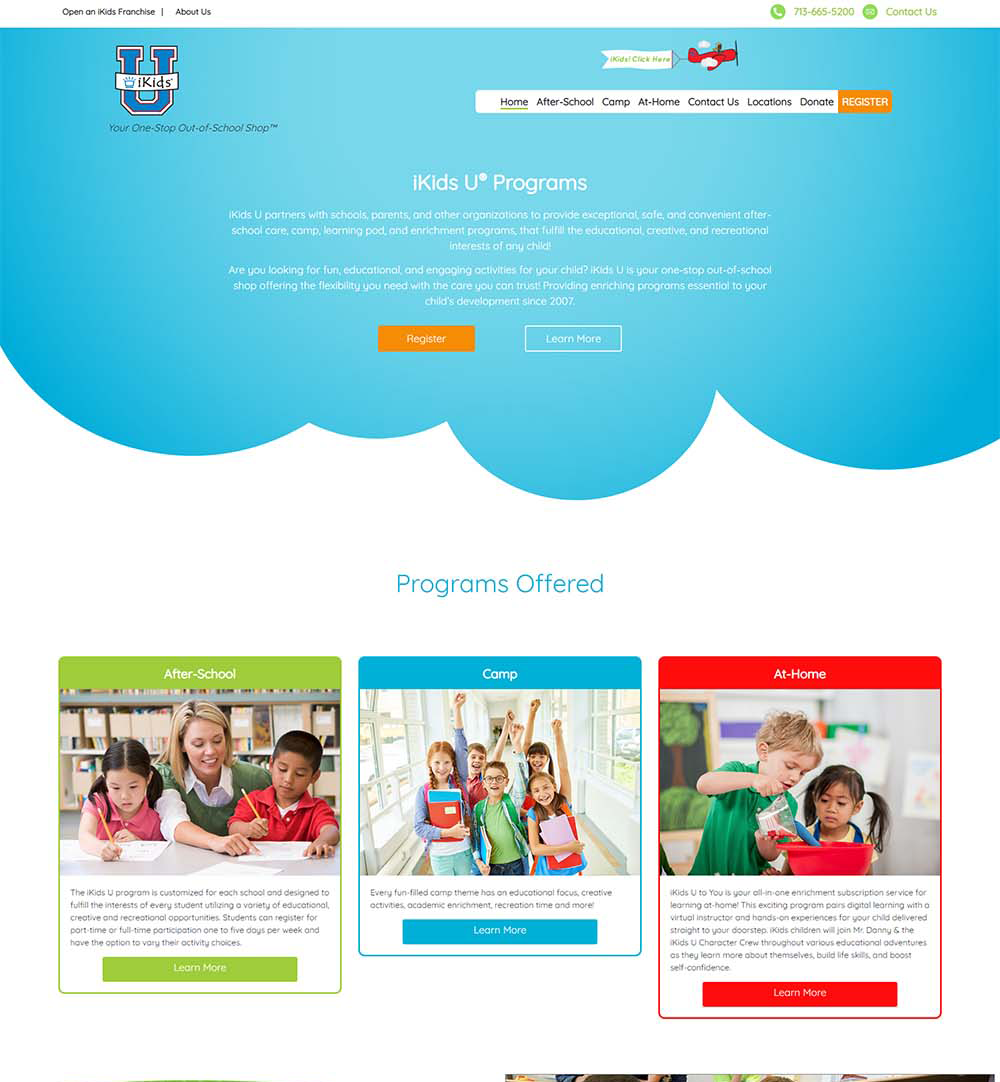 Open an iKids Franchise | About Us
713-665-5200 Contact Us
iKids! Click Here
U
iKids®
Your One-Stop Out-of-School Shop™
Home After-School Camp At-Home Contact Us Locations Donate REGISTER
iKids U® Programs
iKids U partners with schools, parents, and other organizations to provide exceptional, safe, and convenient after-
school care, camp, learning pod, and enrichment programs, that fulfill the educational, creative, and recreational
interests of any child!
Are you looking for fun, educational, and engaging activities for your child? iKids U is your one-stop out-of-school
shop offering the flexibility you need with the care you can trust! Providing enriching programs essential to your
child's development since 2007.
Register Learn More
Programs Offered
After-School
The iKids U program is customized for each school and designed to
fulfill the interests of every student utilizing a variety of educational,
creative and recreational opportunities. Students can register for
part-time or full-time participation one to five days per week and
have the option to vary their activity choices.
Learn More
Camp
Every fun-filled camp theme has an educational focus, creative
activities, academic enrichment, recreation time and more!
Learn More
At-Home
iKids U to You is your all-in-one enrichment subscription service for
learning at-home! This exciting program pairs digital learning with a
virtual instructor and hands-on experiences for your child delivered
straight to your doorstep. iKids children will join Mr. Danny & the
iKids U Character Crew throughout various educational adventures
as they learn more about themselves, build life skills, and boost
self-confidence.
Learn More